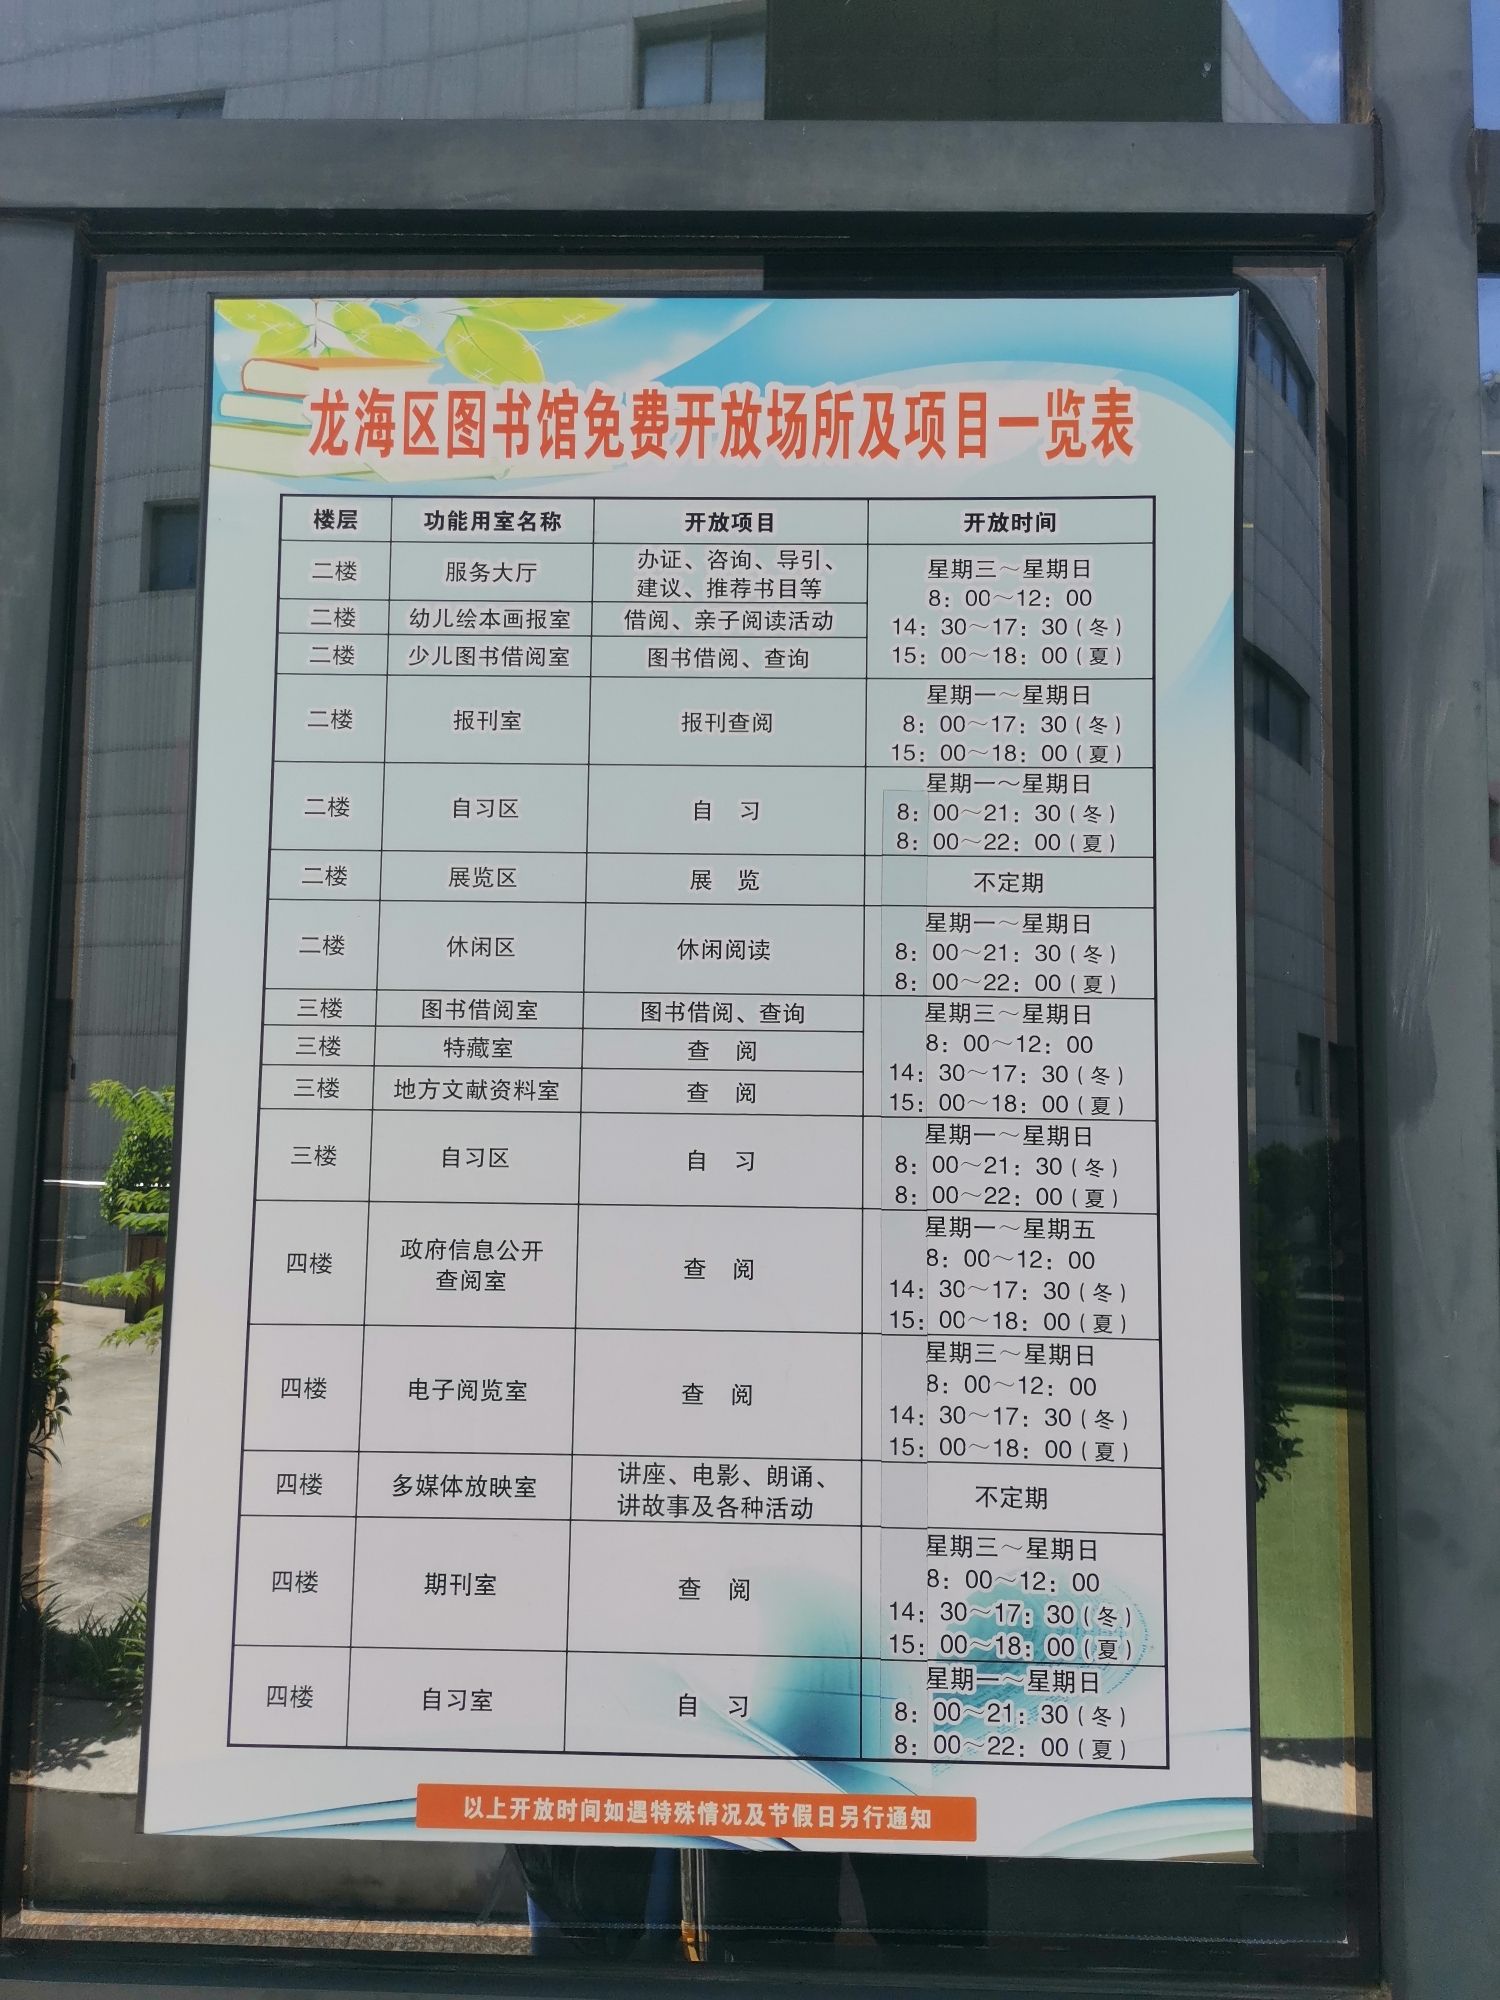 龙海区图书馆免费开放场所及项目一览表
楼层 功能用室名称 开放项目 开放时间
二楼 服务大厅 办证、咨询、导引、
建议、推荐书目等
二楼 幼儿绘本画报室 借阅、亲子阅读活动
二楼 少儿图书借阅室 图书借阅、查询
星期三～星期日
8：00～12：00
14：30～17：30（冬）
15：00～18：00（夏）
二楼 报刊室 报刊查阅
星期一～星期日
8：00～17：30（冬）
15：00～18：00（夏）
二楼 自习区 自 习
星期一～星期日
8：00～21：30（冬）
8：00～22：00（夏）
二楼 展览区 展 览 不定期
二楼 休闲区 休闲阅读
星期一～星期日
8：00～21：30（冬）
8：00～22：00（夏）
三楼 图书借阅室 图书借阅、查询
三楼 特藏室 查 阅
三楼 地方文献资料室 查 阅
星期三～星期日
8：00～12：00
14：30～17：30（冬）
15：00～18：00（夏）
三楼 自习区 自 习
星期一～星期日
8：00～21：30（冬）
8：00～22：00（夏）
四楼 政府信息公开
查阅室
查 阅
星期一～星期五
8：00～12：00
14：30～17：30（冬）
15：00～18：00（夏）
四楼 电子阅览室 查 阅
星期三～星期日
8：00～12：00
14：30～17：30（冬）
15：00～18：00（夏）
四楼 多媒体放映室 讲座、电影、朗诵、
讲故事及各种活动
不定期
四楼 期刊室 查 阅
星期三～星期日
8：00～12：00
14：30～17：30（冬）
15：00～18：00（夏）
四楼 自习室 自 习
星期一～星期日
8：00～21：30（冬）
8：00～22：00（夏）
以上开放时间如遇特殊情况及节假日另行通知